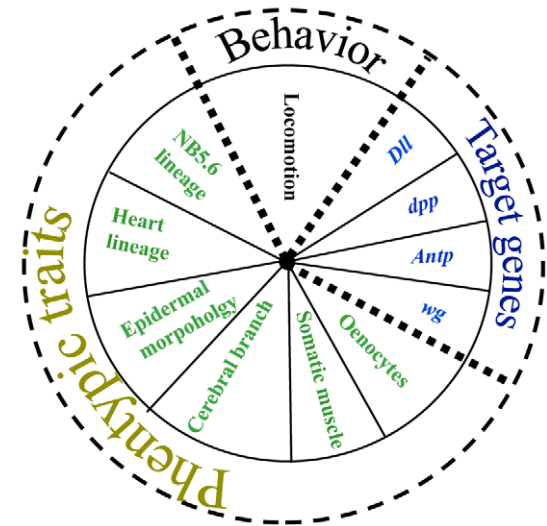 Behavior
Locomotion
Target genes
Dll
dpp
Antp
wg
Phentypic traits
Oenocytes
Somatic muscle
Cerebral branch
Epidermal
morpoholgy
Heart
lineage
NB5.6
lineage